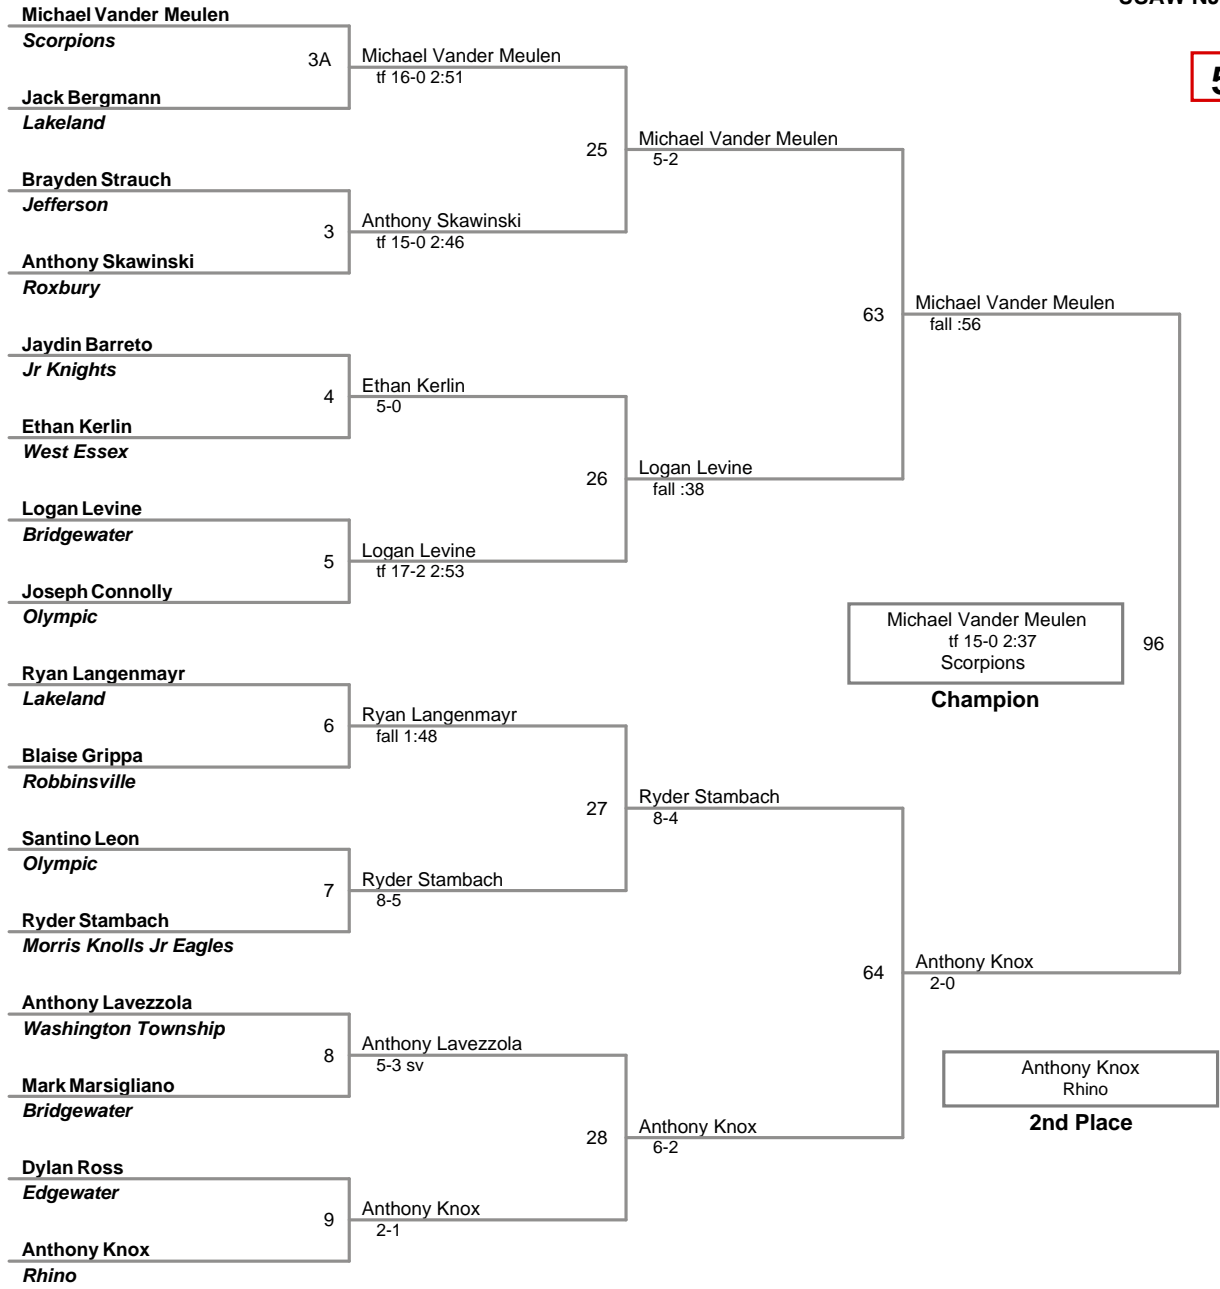 Michael Vander Meulen
Scorpions
3A
Michael Vander Meulen
tf 16-0 2:51
Jack Bergmann
Lakeland
25
Michael Vander Meulen
5-2
Brayden Strauch
Jefferson
3
Anthony Skawinski
tf 15-0 2:46
Anthony Skawinski
Roxbury
63
Michael Vander Meulen
fall :56
Jaydin Barreto
Jr Knights
4
Ethan Kerlin
5-0
Ethan Kerlin
West Essex
26
Logan Levine
fall :38
Logan Levine
Bridgewater
5
Logan Levine
tf 17-2 2:53
Joseph Connolly
Olympic
Michael Vander Meulen
tf 15-0 2:37
Scorpions
96
Champion
Ryan Langenmayr
Lakeland
6
Ryan Langenmayr
fall 1:48
Blaise Grippa
Robbinsville
27
Ryder Stambach
8-4
Santino Leon
Olympic
7
Ryder Stambach
8-5
Ryder Stambach
Morris Knolls Jr Eagles
64
Anthony Knox
2-0
Anthony Lavezzola
Washington Township
8
Anthony Lavezzola
5-3 sv
Mark Marsigliano
Bridgewater
28
Anthony Knox
6-2
Anthony Knox
Rhino
2nd Place
Dylan Ross
Edgewater
9
Anthony Knox
2-1
Anthony Knox
Rhino